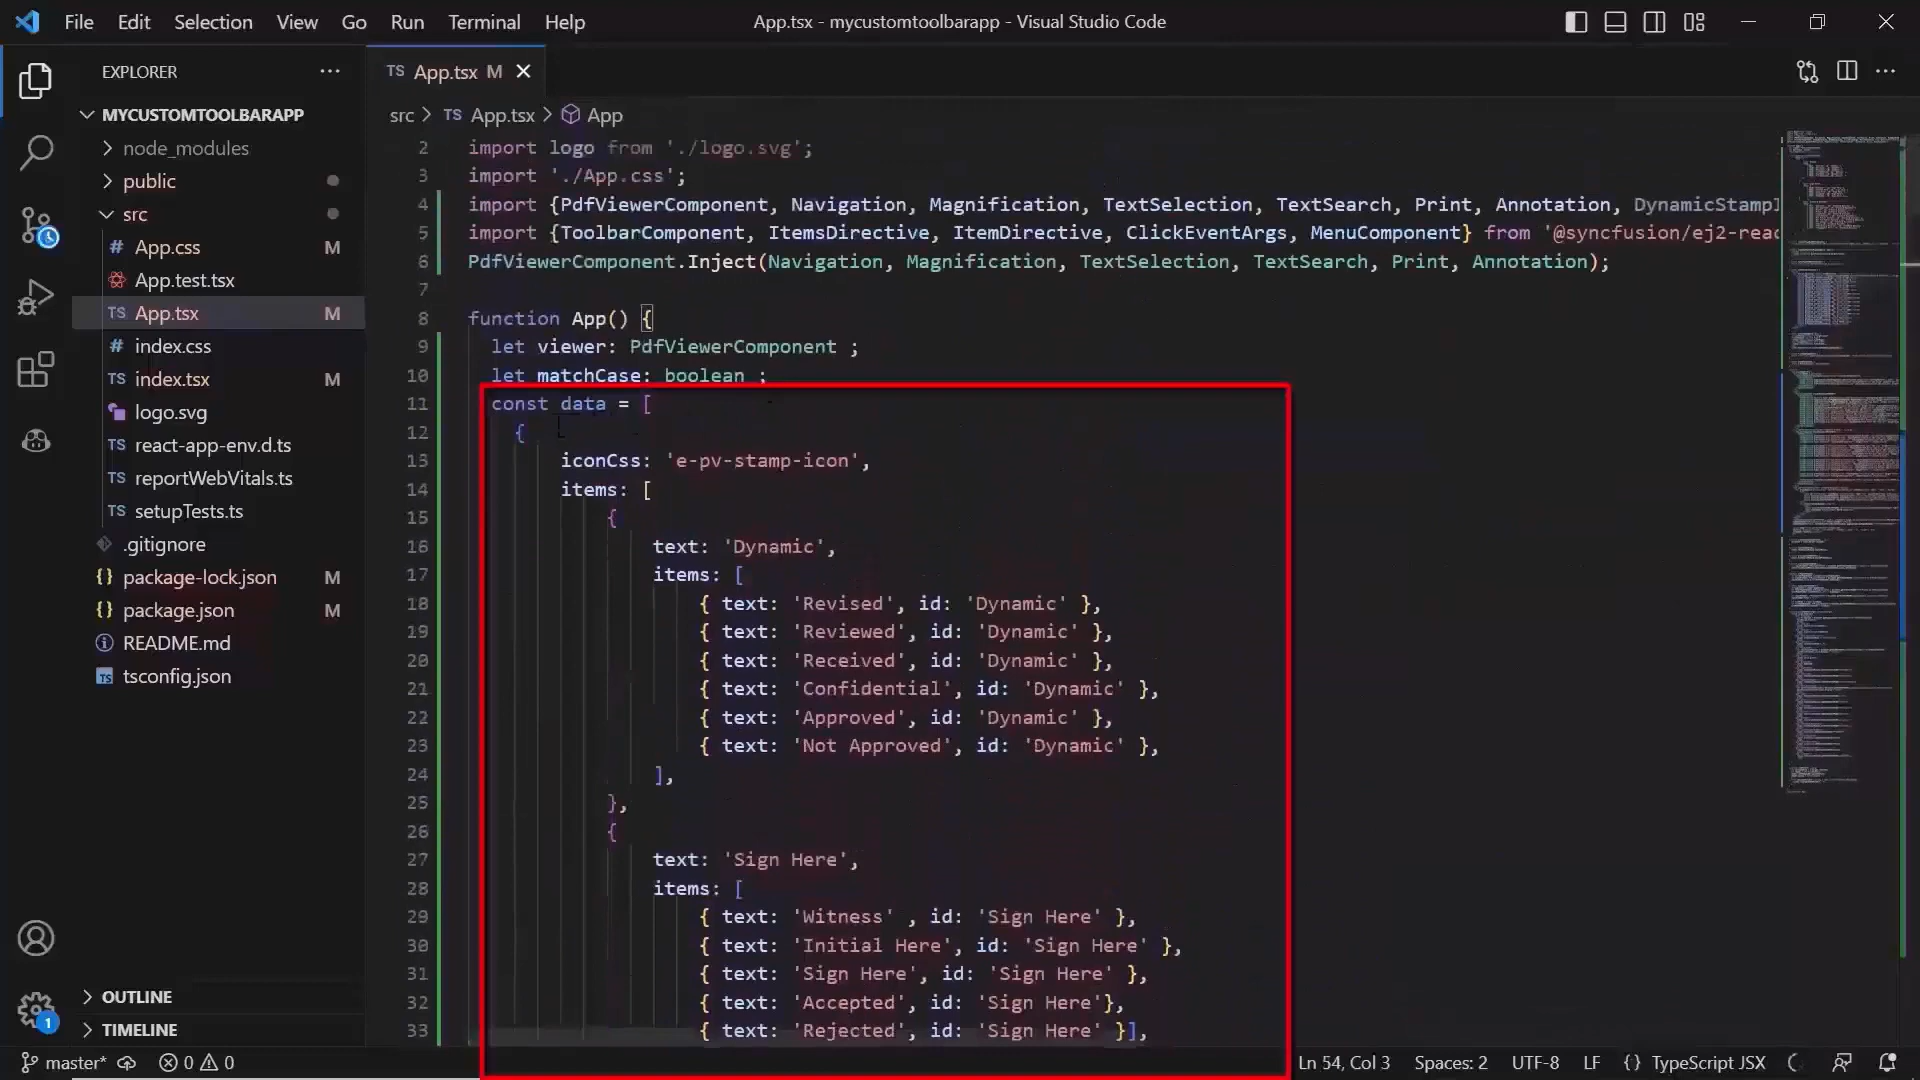 File Edit Selection View Go Run Terminal Help
App.tsx - mycustomtoolbarapp - Visual Studio Code
EXPLORER
MYCUSTOMTOOLBARAPP
node_modules
public
src
# App.css M
App.test.tsx
TS App.tsx M
# index.css
TS index.tsx M
logo.svg
TS react-app-env.d.ts
TS reportWebVitals.ts
TS setupTests.ts
.gitignore
{} package-lock.json M
{} package.json M
README.md
TS tsconfig.json
OUTLINE
TIMELINE
1
TS App.tsx M
src > TS App.tsx > App
2 import logo from './logo.svg';
3 import './App.css';
4 import {PdfViewerComponent, Navigation, Magnification, TextSelection, TextSearch, Print, Annotation, DynamicStampI
5 import {ToolbarComponent, ItemsDirective, ItemDirective, ClickEventArgs, MenuComponent} from '@syncfusion/ej2-reac
6 PdfViewerComponent.Inject(Navigation, Magnification, TextSelection, TextSearch, Print, Annotation);
7
8 function App() {
9 let viewer: PdfViewerComponent ;
10 let matchCase: boolean ;
11 const data = [
12 {
13 iconCss: 'e-pv-stamp-icon',
14 items: [
15 {
16 text: 'Dynamic',
17 items: [
18 { text: 'Revised', id: 'Dynamic' },
19 { text: 'Reviewed', id: 'Dynamic' },
20 { text: 'Received', id: 'Dynamic' },
21 { text: 'Confidential', id: 'Dynamic' },
22 { text: 'Approved', id: 'Dynamic' },
23 { text: 'Not Approved', id: 'Dynamic' },
24 ],
25 },
26 {
27 text: 'Sign Here',
28 items: [
29 { text: 'Witness' , id: 'Sign Here' },
30 { text: 'Initial Here', id: 'Sign Here' },
31 { text: 'Sign Here', id: 'Sign Here' },
32 { text: 'Accepted', id: 'Sign Here'},
33 { text: 'Rejected', id: 'Sign Here' }],
master* 0 0 Ln 54, Col 3 Spaces: 2 UTF-8 LF {} TypeScript JSX